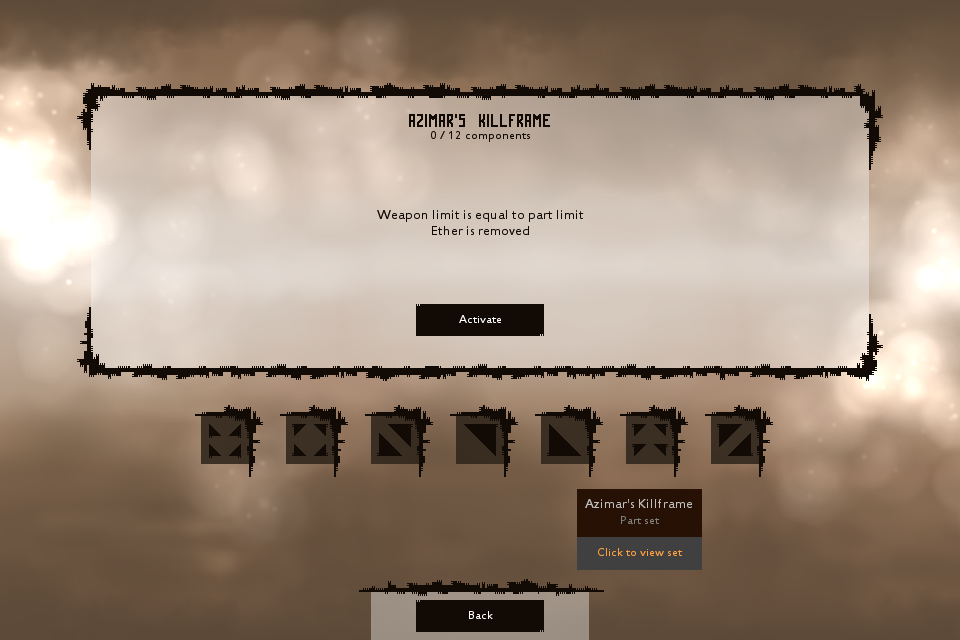 AZIMAR'S KILLFRAME
0 / 12 components
Weapon limit is equal to part limit
Ether is removed
Activate
Azimar's Killframe
Part set
Click to view set
Back